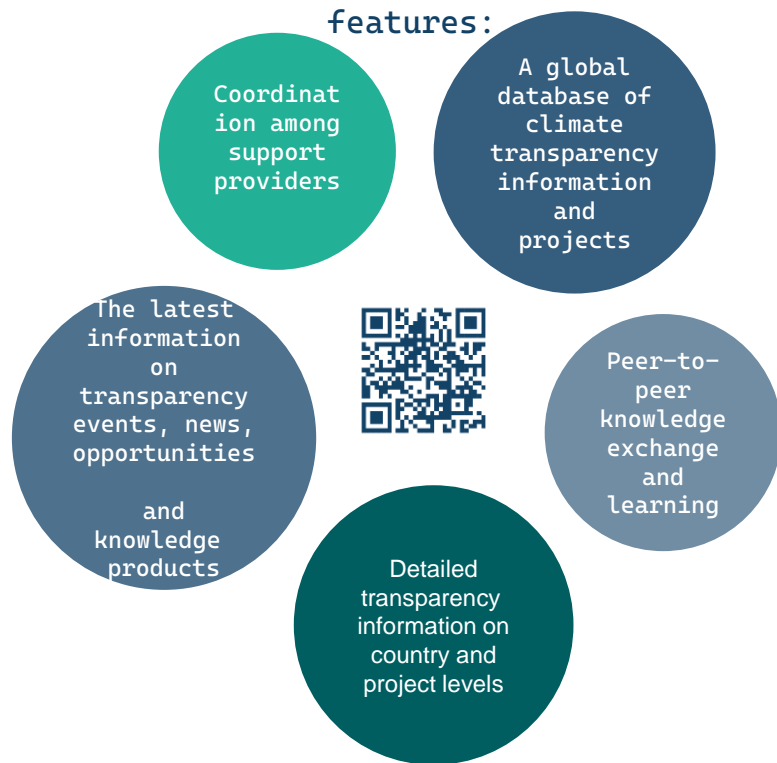 features:
Coordinat
ion among
support
providers
A global
database of
climate
transparency
information
and
projects
The latest
information
on
transparency
events, news,
opportunities
and
knowledge
products
Peer-to-
peer
knowledge
exchange
and
learning
Detailed
transparency
information on
country and
project levels